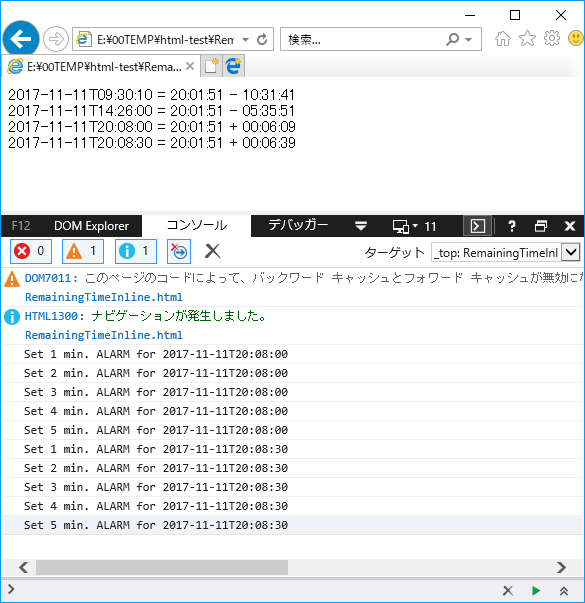 E:¥00TEMP¥html-test¥Rem
検索...
E:¥00TEMP¥html-test¥Rema...
2017-11-11T09:30:10 = 20:01:51 - 10:31:41
2017-11-11T14:26:00 = 20:01:51 - 05:35:51
2017-11-11T20:08:00 = 20:01:51 + 00:06:09
2017-11-11T20:08:30 = 20:01:51 + 00:06:39
F12 DOM Explorer コンソール デバッガー 11 ?
0 1 1 ターゲット _top: RemainingTimeInl
DOM7011: このページのコードによって、バックワード キャッシュとフォワード キャッシュが無効に
RemainingTimeInline.html
HTML1300: ナビゲーションが発生しました。
RemainingTimeInline.html
Set 1 min. ALARM for 2017-11-11T20:08:00
Set 2 min. ALARM for 2017-11-11T20:08:00
Set 3 min. ALARM for 2017-11-11T20:08:00
Set 4 min. ALARM for 2017-11-11T20:08:00
Set 5 min. ALARM for 2017-11-11T20:08:00
Set 1 min. ALARM for 2017-11-11T20:08:30
Set 2 min. ALARM for 2017-11-11T20:08:30
Set 3 min. ALARM for 2017-11-11T20:08:30
Set 4 min. ALARM for 2017-11-11T20:08:30
Set 5 min. ALARM for 2017-11-11T20:08:30